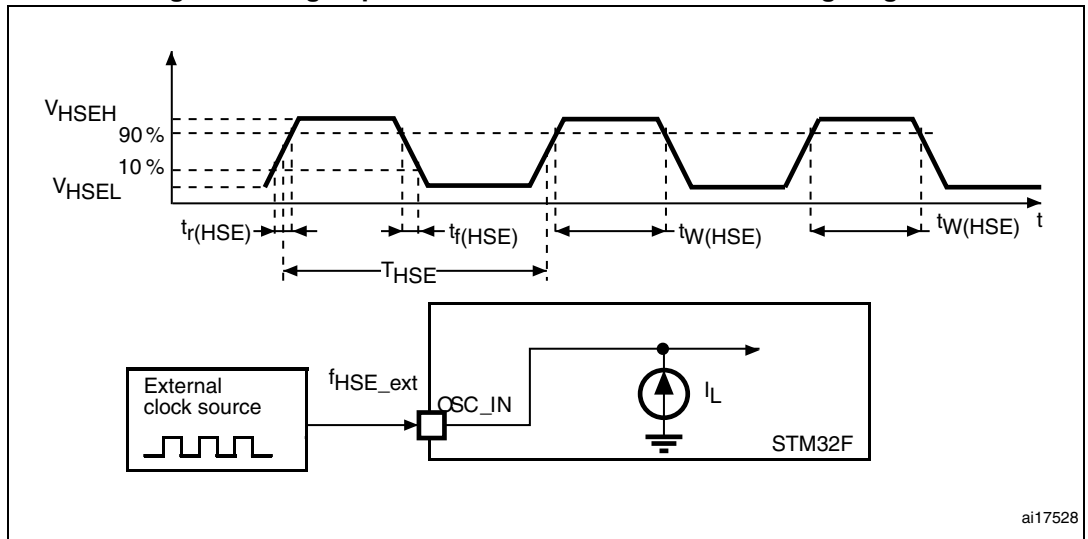 VHSEH
90 %
10 %
VHSEL
tr(HSE)
tf(HSE)
tW(HSE)
tW(HSE)
t
THSE
External
clock source
fHSE_ext
OSC_IN
IL
STM32F
ai17528